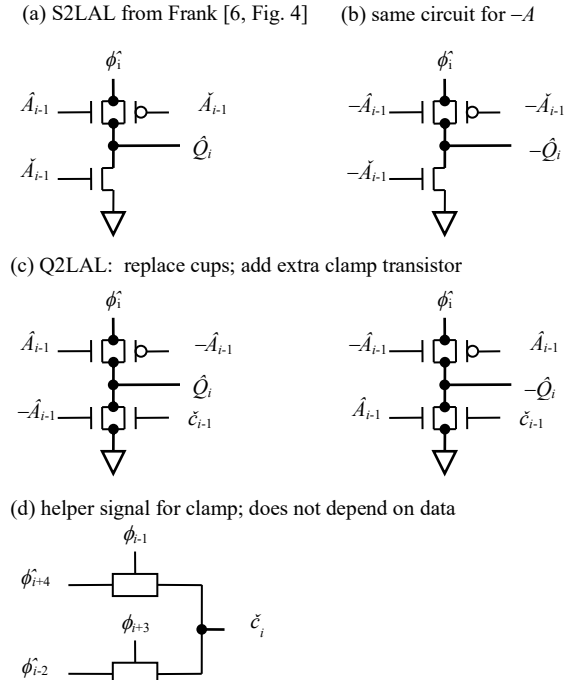 (a) S2LAL from Frank [6, Fig. 4] (b) same circuit for –A
ϕ̂i ϕ̂i
Âi-1 Ǎi-1 –Âi-1 –Ǎi-1
Q̂i –Q̂i
Ǎi-1 –Ǎi-1
(c) Q2LAL: replace cups; add extra clamp transistor
ϕ̂i ϕ̂i
Âi-1 –Âi-1 –Âi-1 Âi-1
Q̂i –Q̂i
–Âi-1 či-1 Âi-1 či-1
(d) helper signal for clamp; does not depend on data
ϕi-1
ϕ̂i+4
ϕi+3 či
ϕ̂i-2